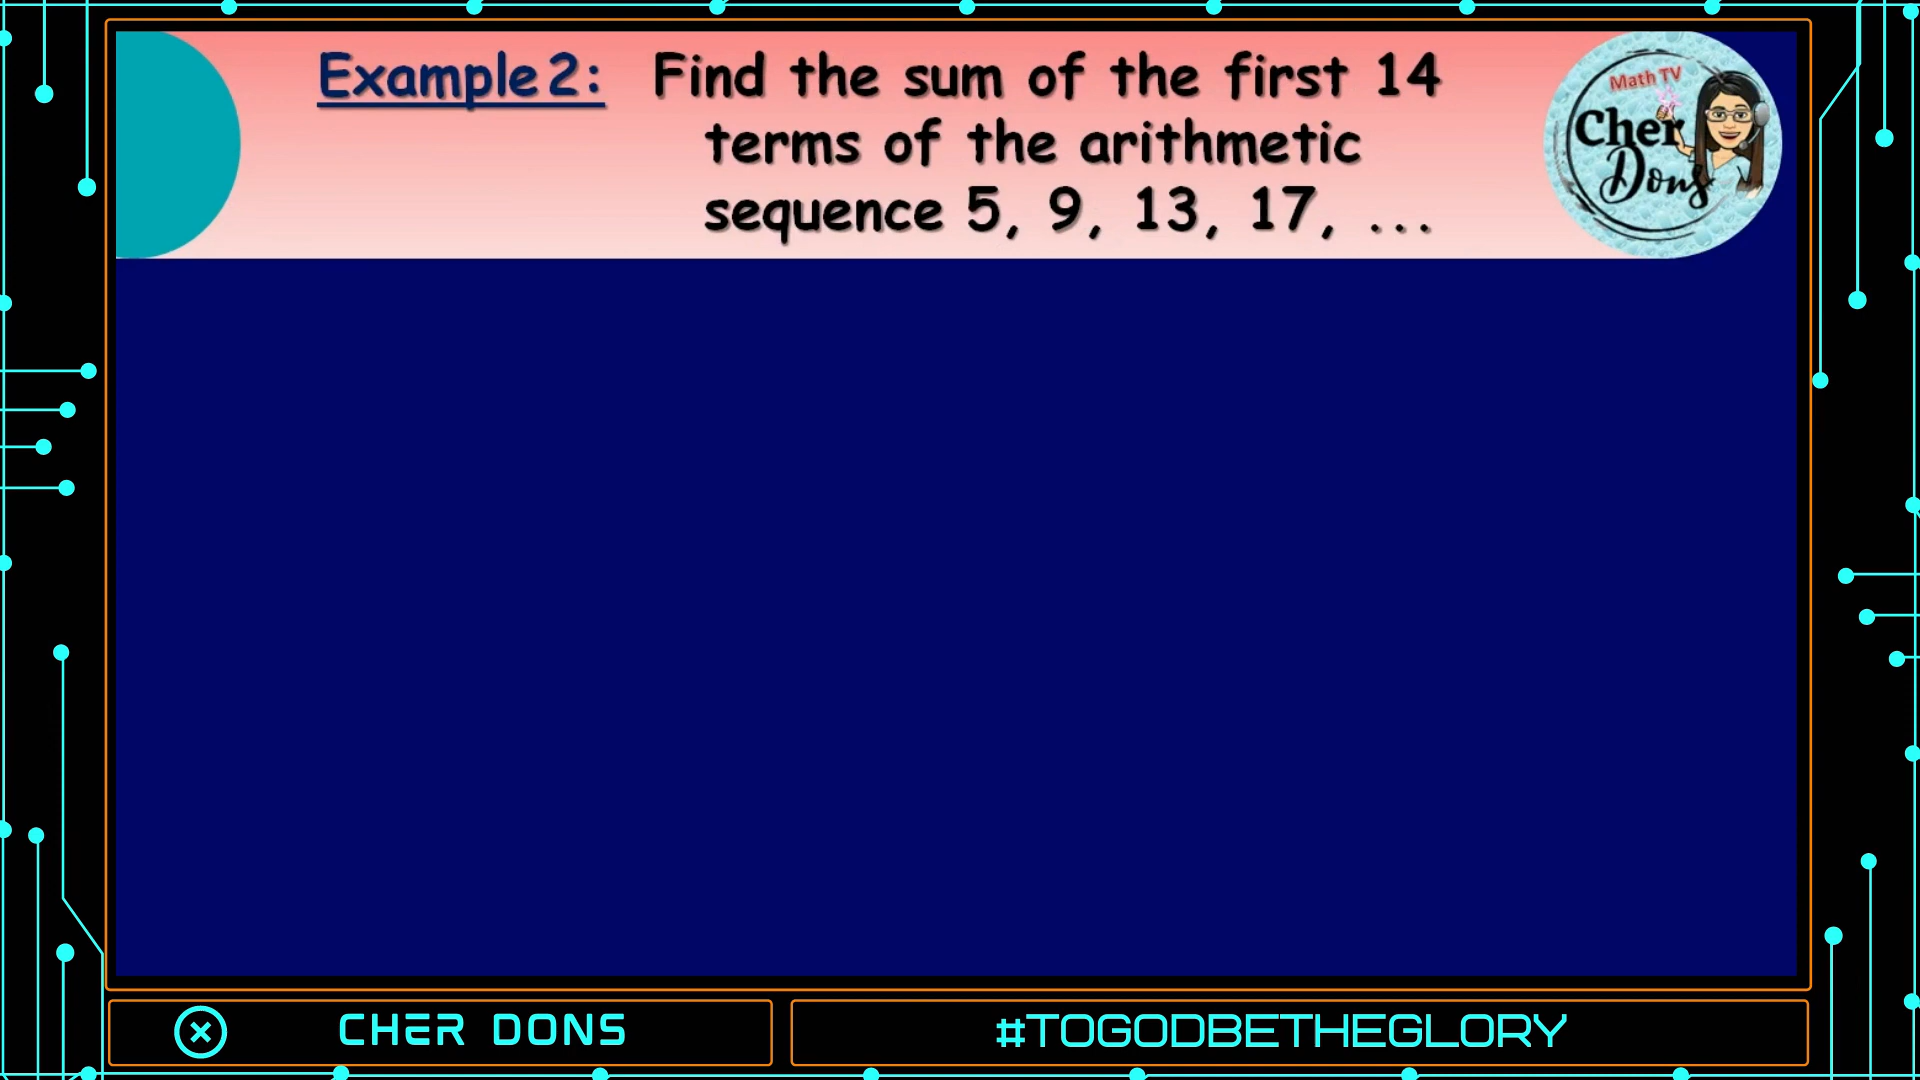 Example 2: Find the sum of the first 14
terms of the arithmetic
sequence 5, 9, 13, 17, ...
Math TV
Cher
Dons
CHER DONS
#TOGODBETHEGLORY